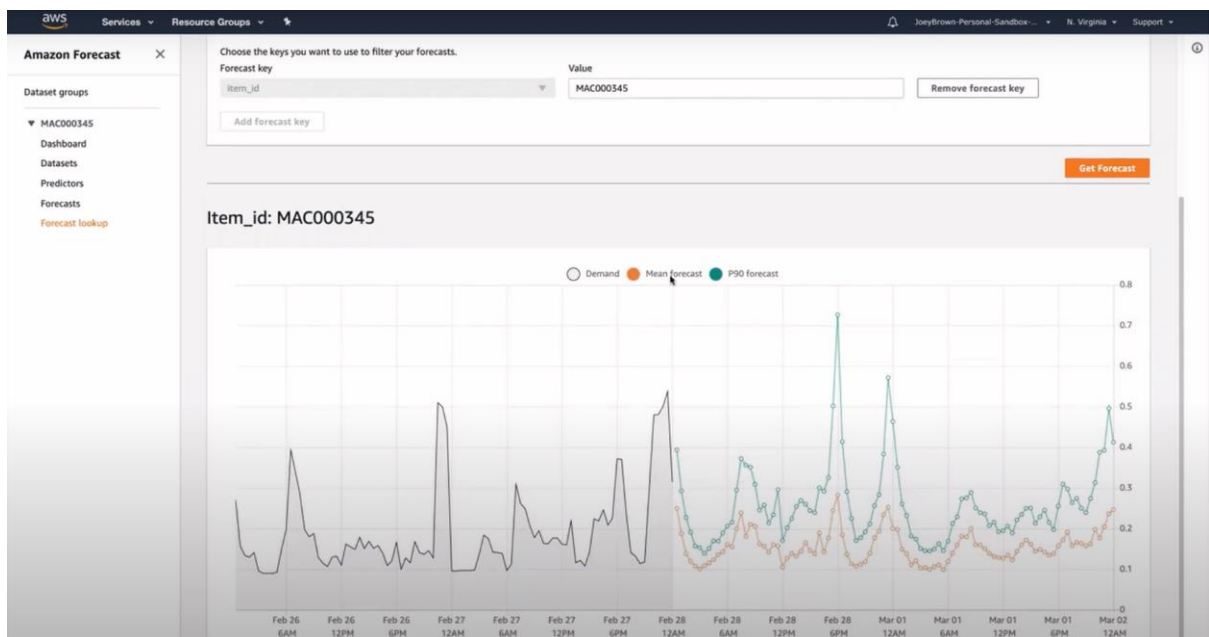 aws
Services Resource Groups JoeyBrown-Personal-Sandbox-... N. Virginia Support
Amazon Forecast
Dataset groups
MAC000345
Dashboard
Datasets
Predictors
Forecasts
Forecast lookup
Choose the keys you want to use to filter your forecasts.
Forecast key Value
item_id MAC000345 Remove forecast key
Add forecast key
Get Forecast
Item_id: MAC000345
Demand Mean forecast P90 forecast
0.8
0.7
0.6
0.5
0.4
0.3
0.2
0.1
0
Feb 26 Feb 26 Feb 26 Feb 27 Feb 27 Feb 27 Feb 27 Feb 28 Feb 28 Feb 28 Feb 28 Mar 01 Mar 01 Mar 01 Mar 01 Mar 02
6AM 12PM 6PM 12AM 6AM 12PM 6PM 12AM 6AM 12PM 6PM 12AM 6AM 12PM 6PM 12AM